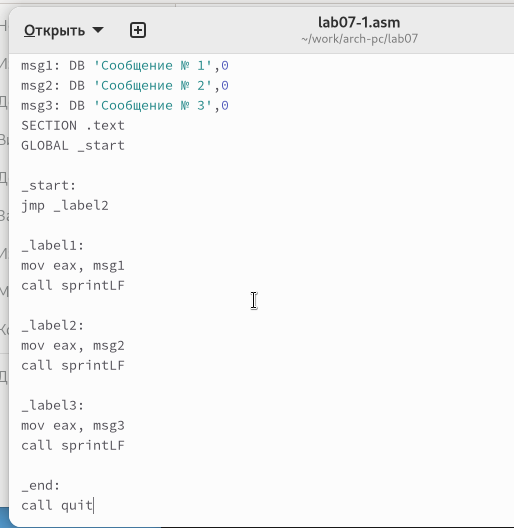 Открыть
lab07-1.asm
~/work/arch-pc/lab07
msg1: DB 'Сообщение № 1',0
msg2: DB 'Сообщение № 2',0
msg3: DB 'Сообщение № 3',0
SECTION .text
GLOBAL _start
_start:
jmp _label2
_label1:
mov eax, msg1
call sprintLF
_label2:
mov eax, msg2
call sprintLF
_label3:
mov eax, msg3
call sprintLF
_end:
call quit